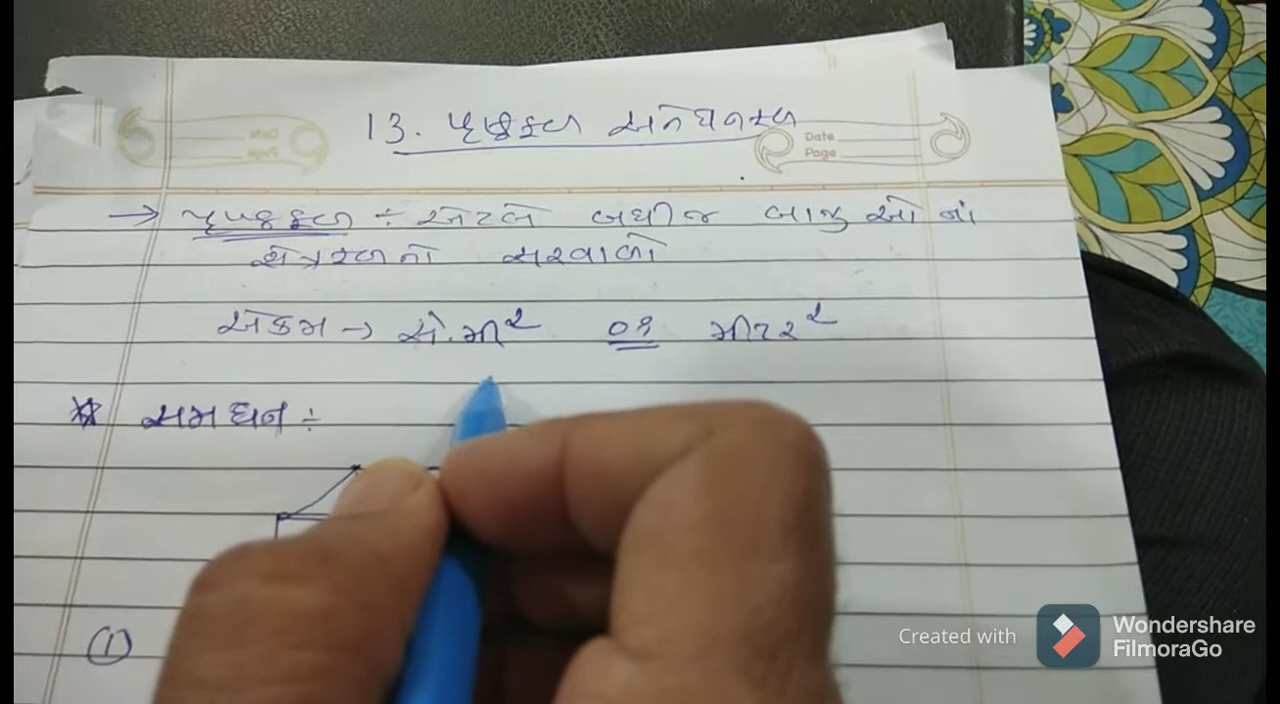 13. પૃષ્ઠફળ અને ઘનફળ
Date
Page
→ પૃષ્ઠફળ ÷ એટલે બધીજ બાજુઓનાં
ક્ષેત્રફળનો સરવાળો
એકમ → સે.મી² ०९ મીટર²
* સમઘન ÷
①
Created with
Wondershare
FilmoraGo